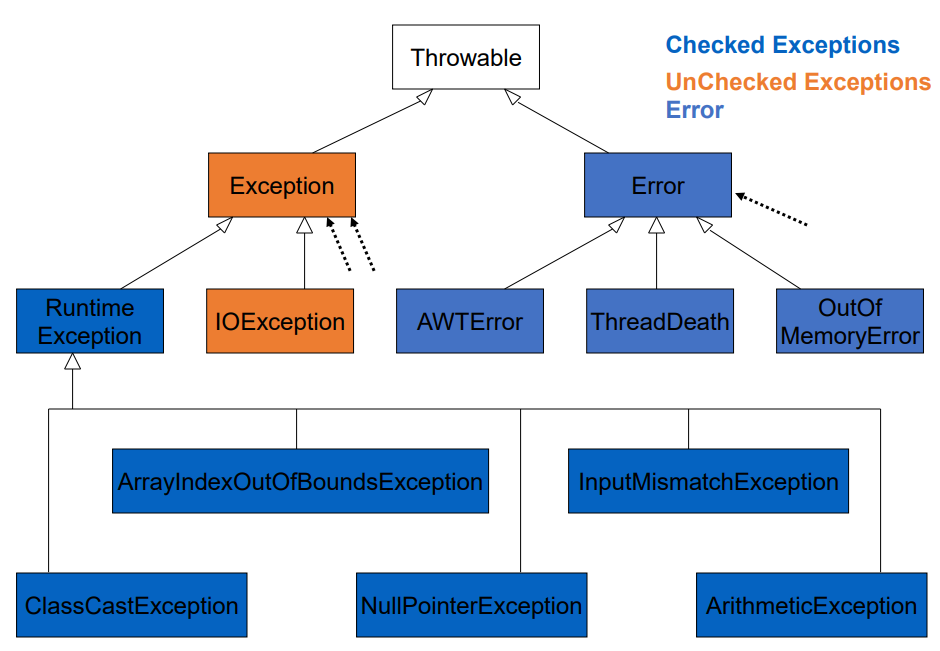 Throwable
Checked Exceptions
UnChecked Exceptions
Error
Exception
Error
Runtime
Exception
IOException
AWTError
ThreadDeath
OutOf
MemoryError
ArrayIndexOutOfBoundsException
InputMismatchException
ClassCastException
NullPointerException
ArithmeticException